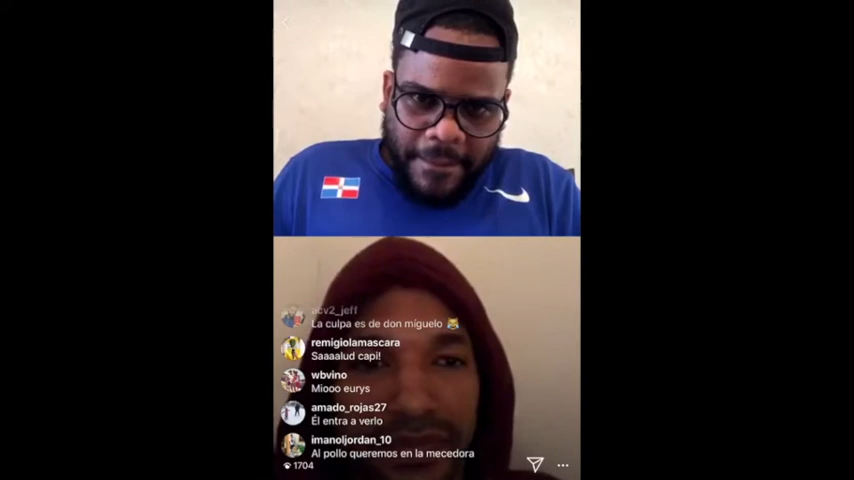 acv2_jeff
La culpa es de don miguelo 😹
remigiolamascara
Saaaalud capi!
wbvino
Miooo eurys
amado_rojas27
Él entra a verlo
imanoljordan_10
Al pollo queremos en la mecedora
1704